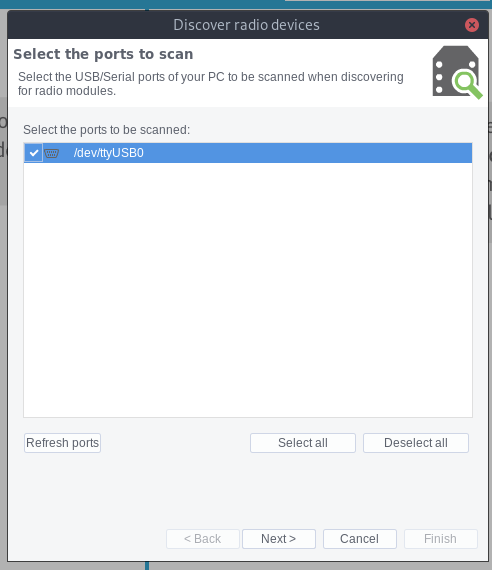 Discover radio devices
Select the ports to scan
Select the USB/Serial ports of your PC to be scanned when discovering
for radio modules.
Select the ports to be scanned:
/dev/ttyUSB0
Refresh ports
Select all
Deselect all
< Back
Next >
Cancel
Finish